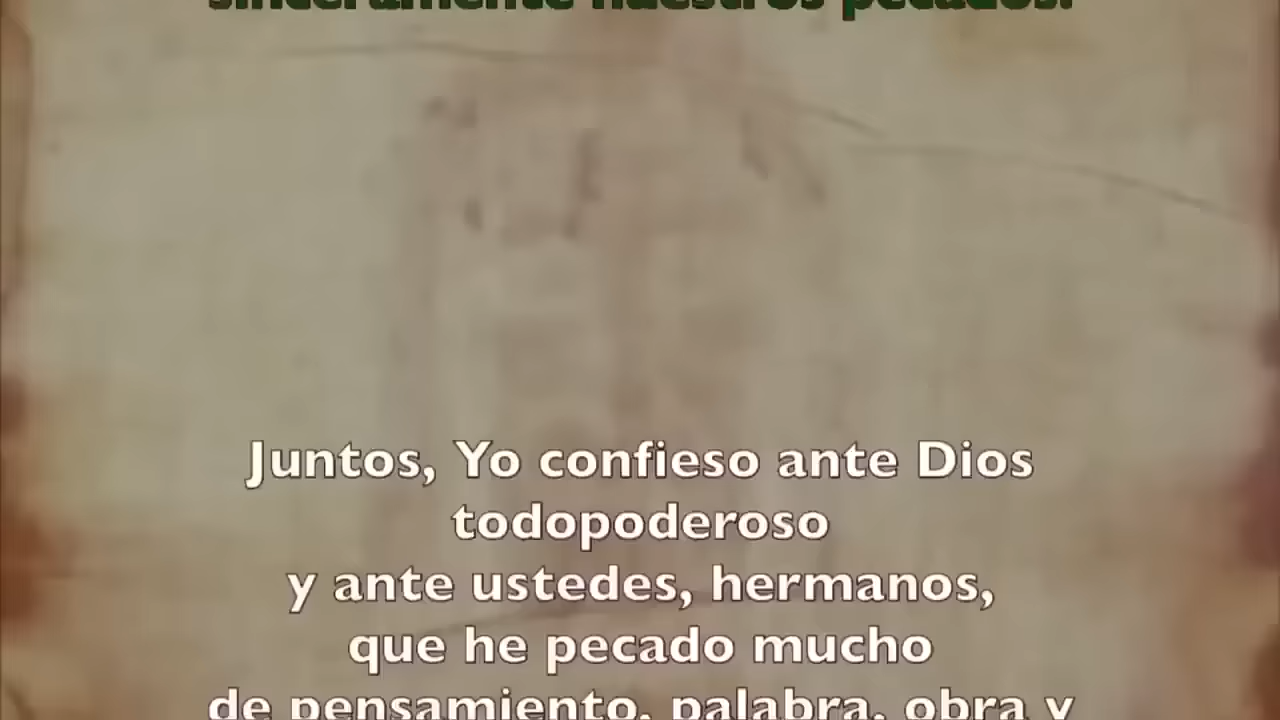 sinceramente nuestros pecados.
Juntos, Yo confieso ante Dios
todopoderoso
y ante ustedes, hermanos,
que he pecado mucho
de pensamiento, palabra, obra y